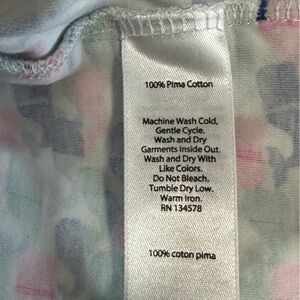 100% Pima Cotton
Machine Wash Cold,
Gentle Cycle.
Wash and Dry
Garments Inside Out.
Wash and Dry With
Like Colors.
Do Not Bleach.
Tumble Dry Low.
Warm Iron.
RN 134578
100% coton pima